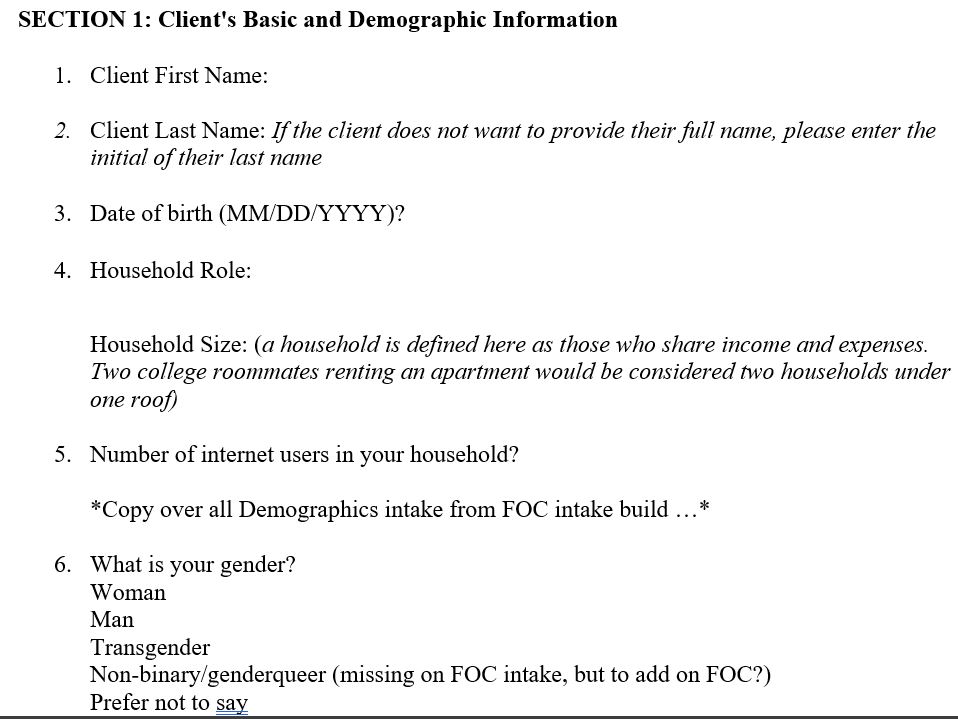 SECTION 1: Client's Basic and Demographic Information
1. Client First Name:
2. Client Last Name: If the client does not want to provide their full name, please enter the
initial of their last name
3. Date of birth (MM/DD/YYYY)?
4. Household Role:
Household Size: (a household is defined here as those who share income and expenses.
Two college roommates renting an apartment would be considered two households under
one roof)
5. Number of internet users in your household?
*Copy over all Demographics intake from FOC intake build …*
6. What is your gender?
Woman
Man
Transgender
Non-binary/genderqueer (missing on FOC intake, but to add on FOC?)
Prefer not to say